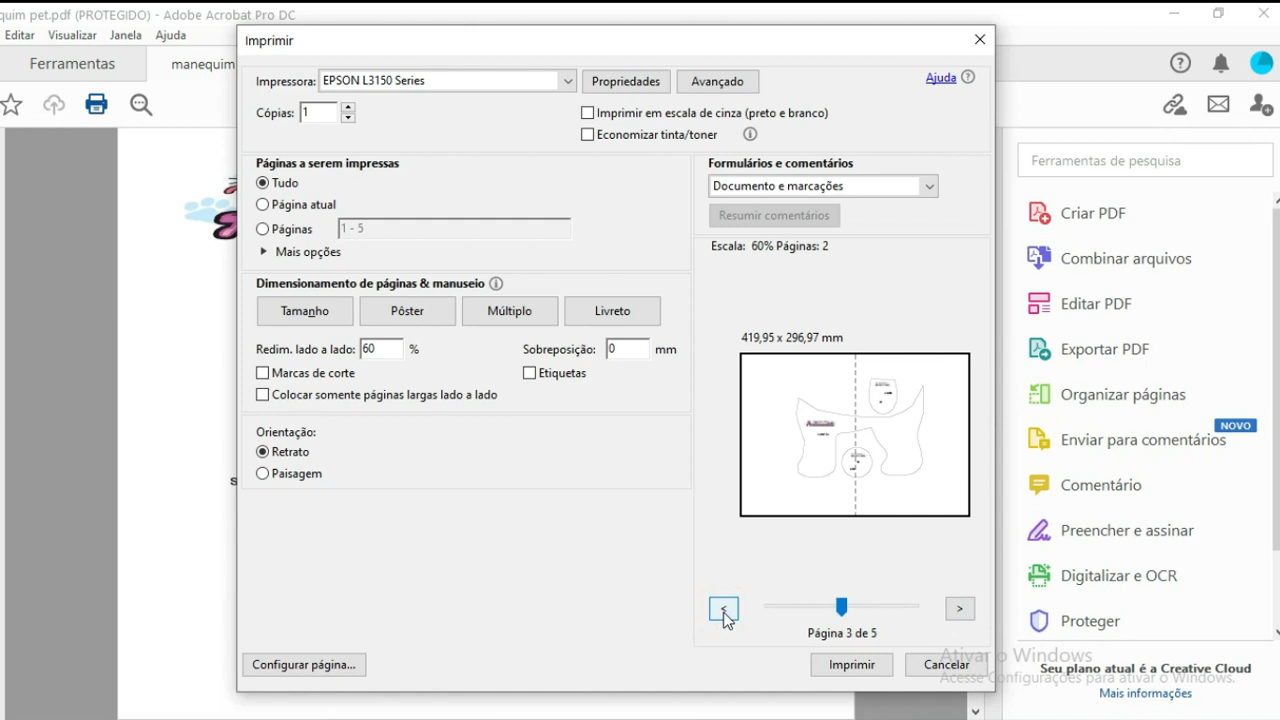 quim pet.pdf (PROTEGIDO) - Adobe Acrobat Pro DC
Editar Visualizar Janela Ajuda
Ferramentas manequim
Imprimir
Impressora: EPSON L3150 Series Propriedades Avançado Ajuda
Cópias: 1 Imprimir em escala de cinza (preto e branco)
Economizar tinta/toner
Páginas a serem impressas
Tudo
Página atual
Páginas 1 - 5
Mais opções
Dimensionamento de páginas & manuseio
Tamanho Pôster Múltiplo Livreto
Redim. lado a lado: 60 % Sobreposição: 0 mm
Marcas de corte Etiquetas
Colocar somente páginas largas lado a lado
Orientação:
Retrato
Paisagem
Formulários e comentários
Documento e marcações
Resumir comentários
Escala: 60% Páginas: 2
419,95 x 296,97 mm
< >
Página 3 de 5
Configurar página... Imprimir Cancelar
Ferramentas de pesquisa
Criar PDF
Combinar arquivos
Editar PDF
Exportar PDF
Organizar páginas
NOVO
Enviar para comentários
Comentário
Preencher e assinar
Digitalizar e OCR
Proteger
Ativar o Windows
Acesse Configurações para ativar o Windows.
Seu plano atual é a Creative Cloud
Mais informações